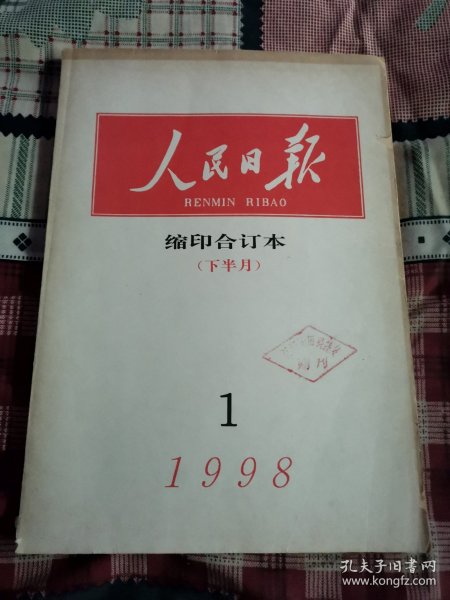 人民日报
RENMIN RIBAO
缩印合订本
(下半月)
1
1998
孔夫子旧书网
www.kongfz.com